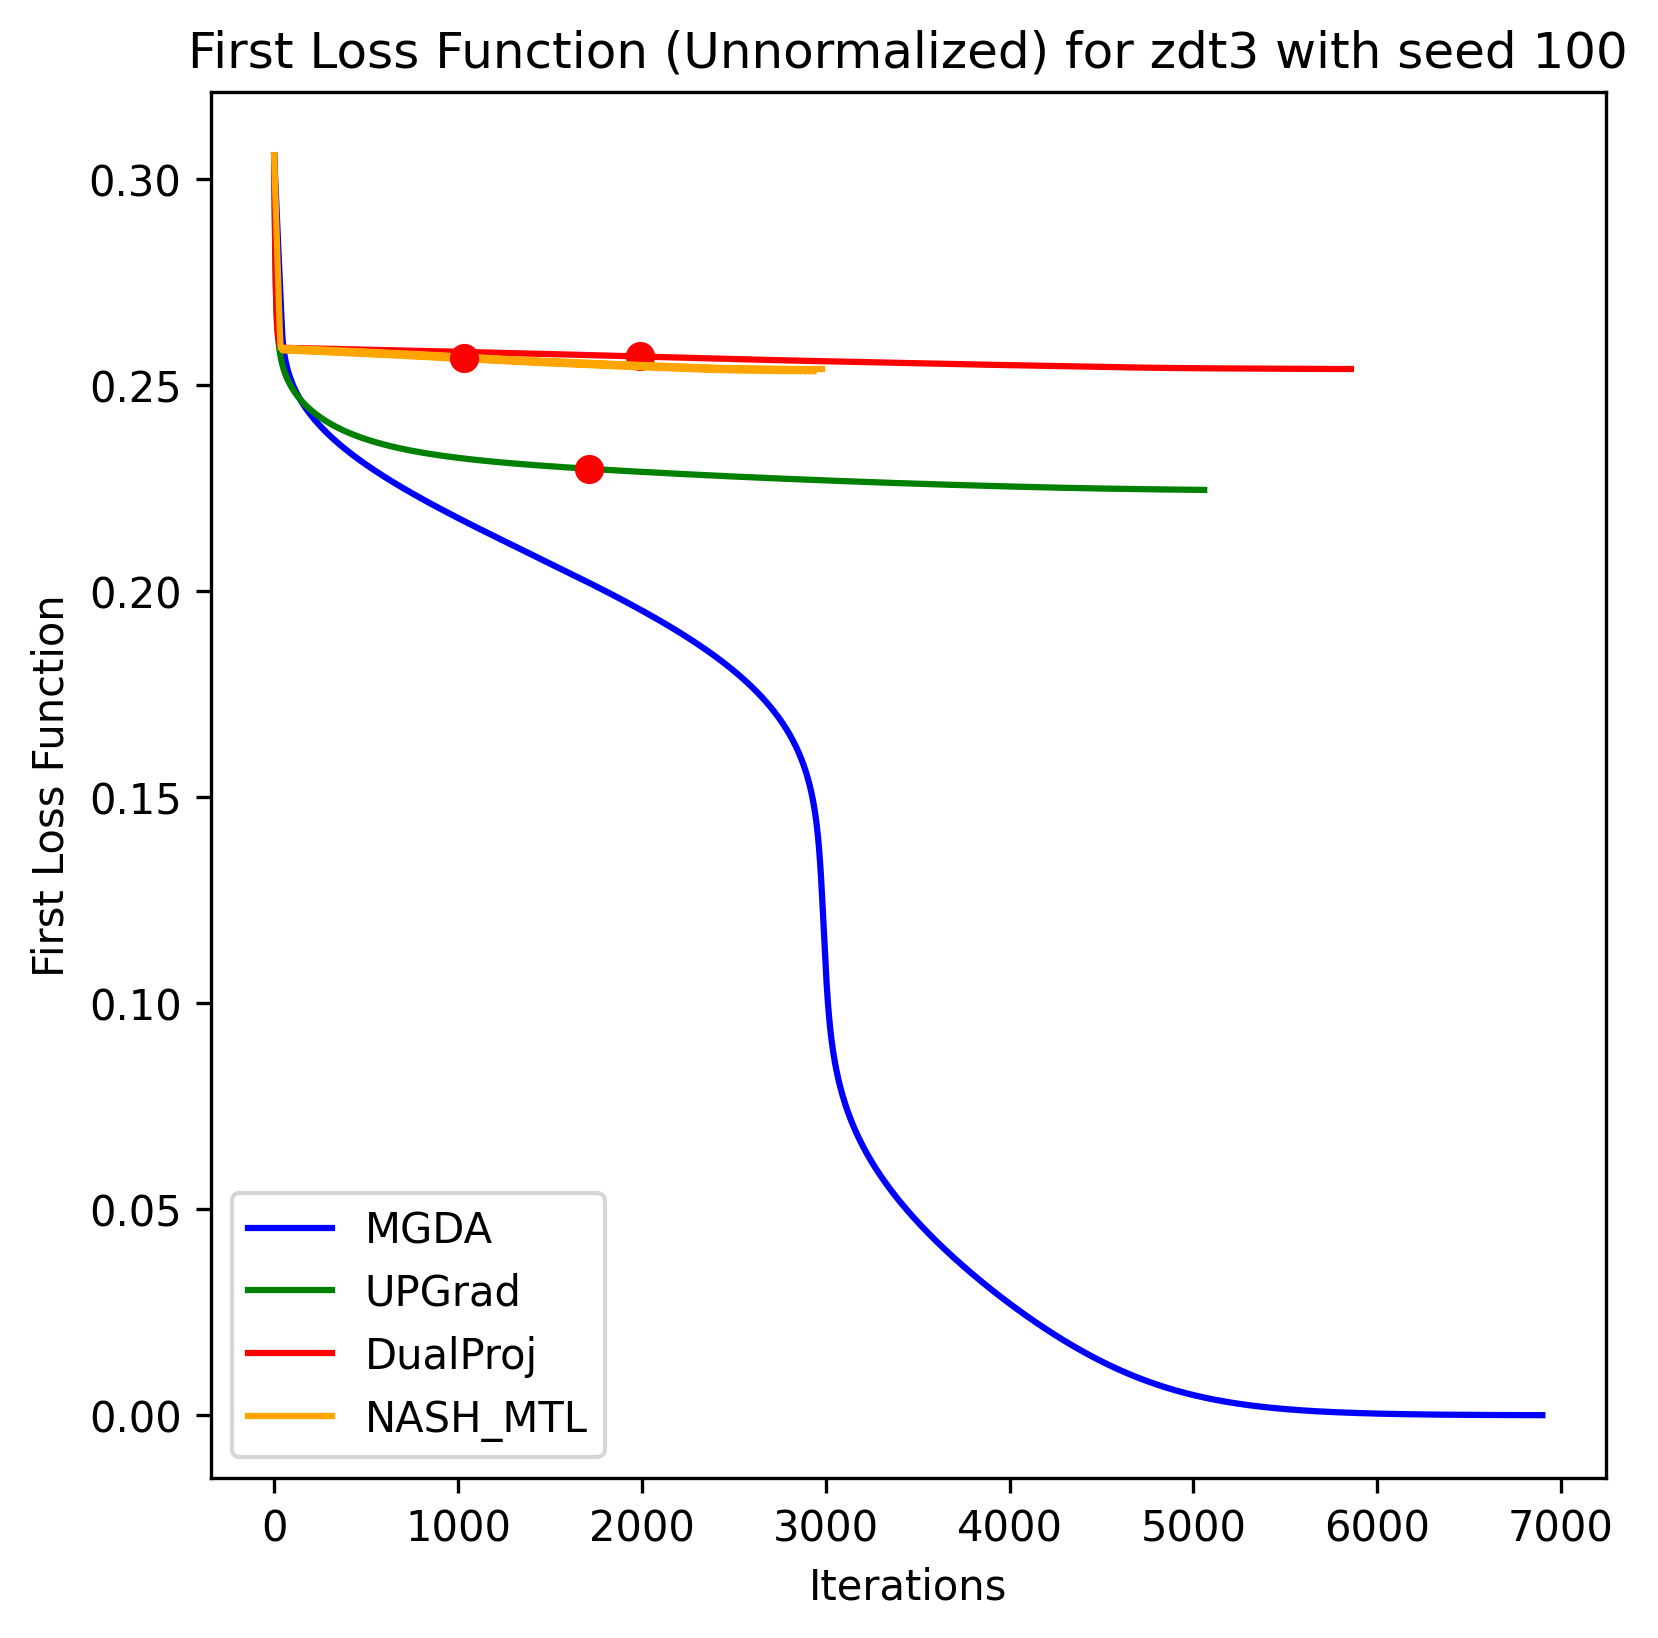 First Loss Function (Unnormalized) for zdt3 with seed 100
First Loss Function
0.30
0.25
0.20
0.15
0.10
0.05
0.00
MGDA
UPGrad
DualProj
NASH_MTL
0 1000 2000 3000 4000 5000 6000 7000
Iterations